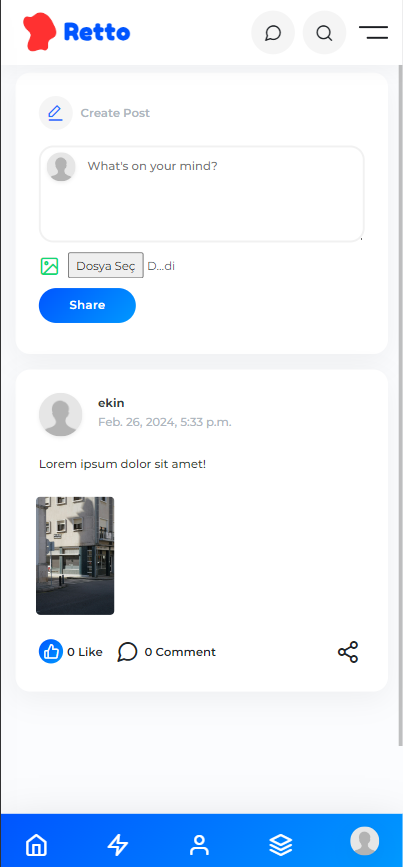 Retto
Create Post
What's on your mind?
Dosya Seç D...di
Share
ekin
Feb. 26, 2024, 5:33 p.m.
Lorem ipsum dolor sit amet!
0 Like 0 Comment